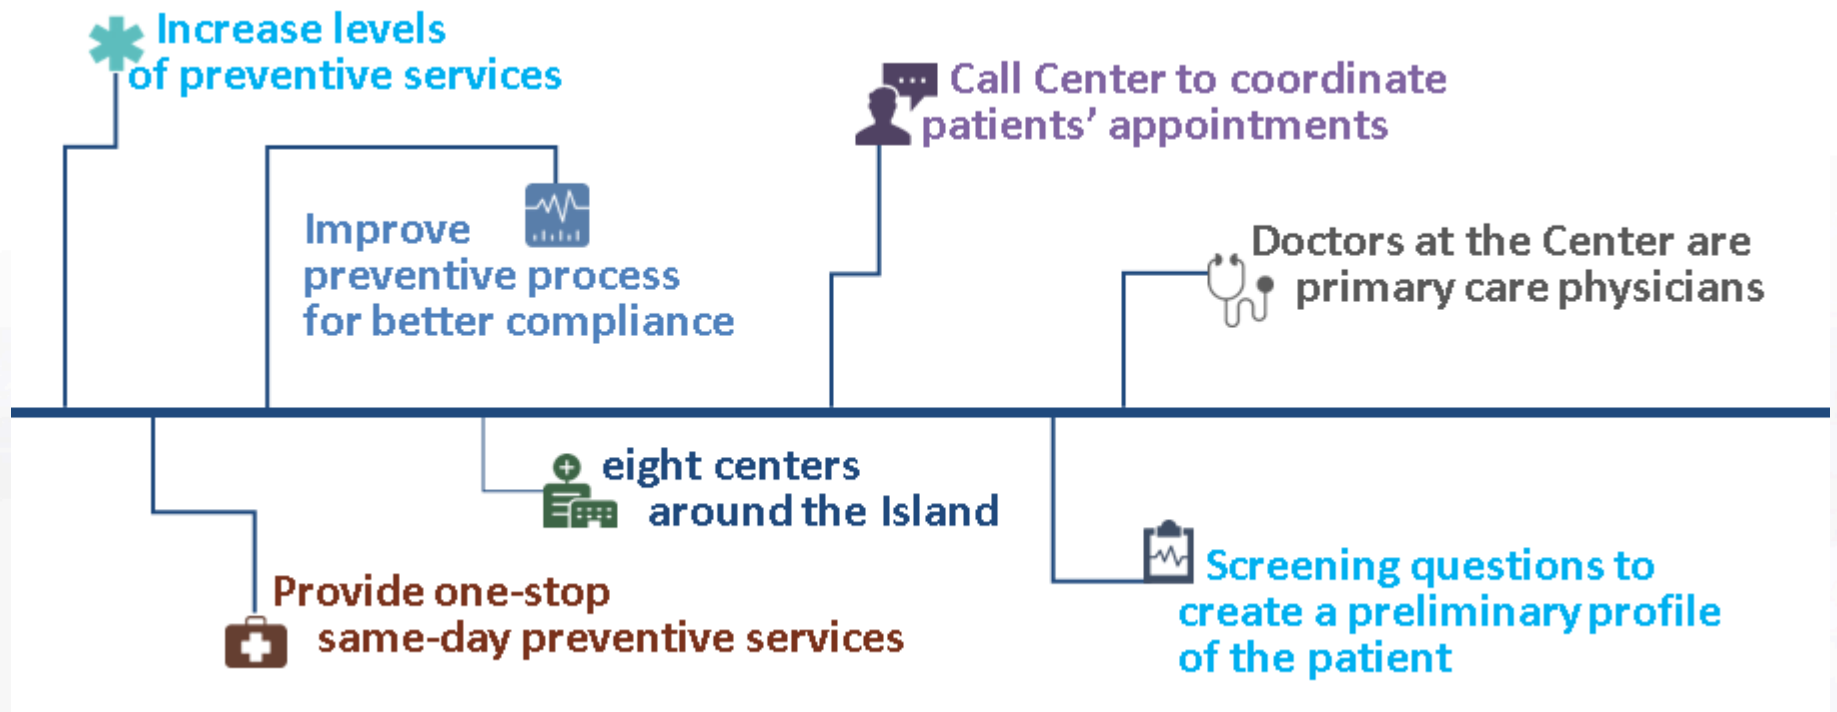 Increase levels
of preventive services
Call Center to coordinate
patients’ appointments
Improve
preventive process
for better compliance
Doctors at the Center are
primary care physicians
eight centers
around the Island
Provide one-stop
same-day preventive services
Screening questions to
create a preliminary profile
of the patient